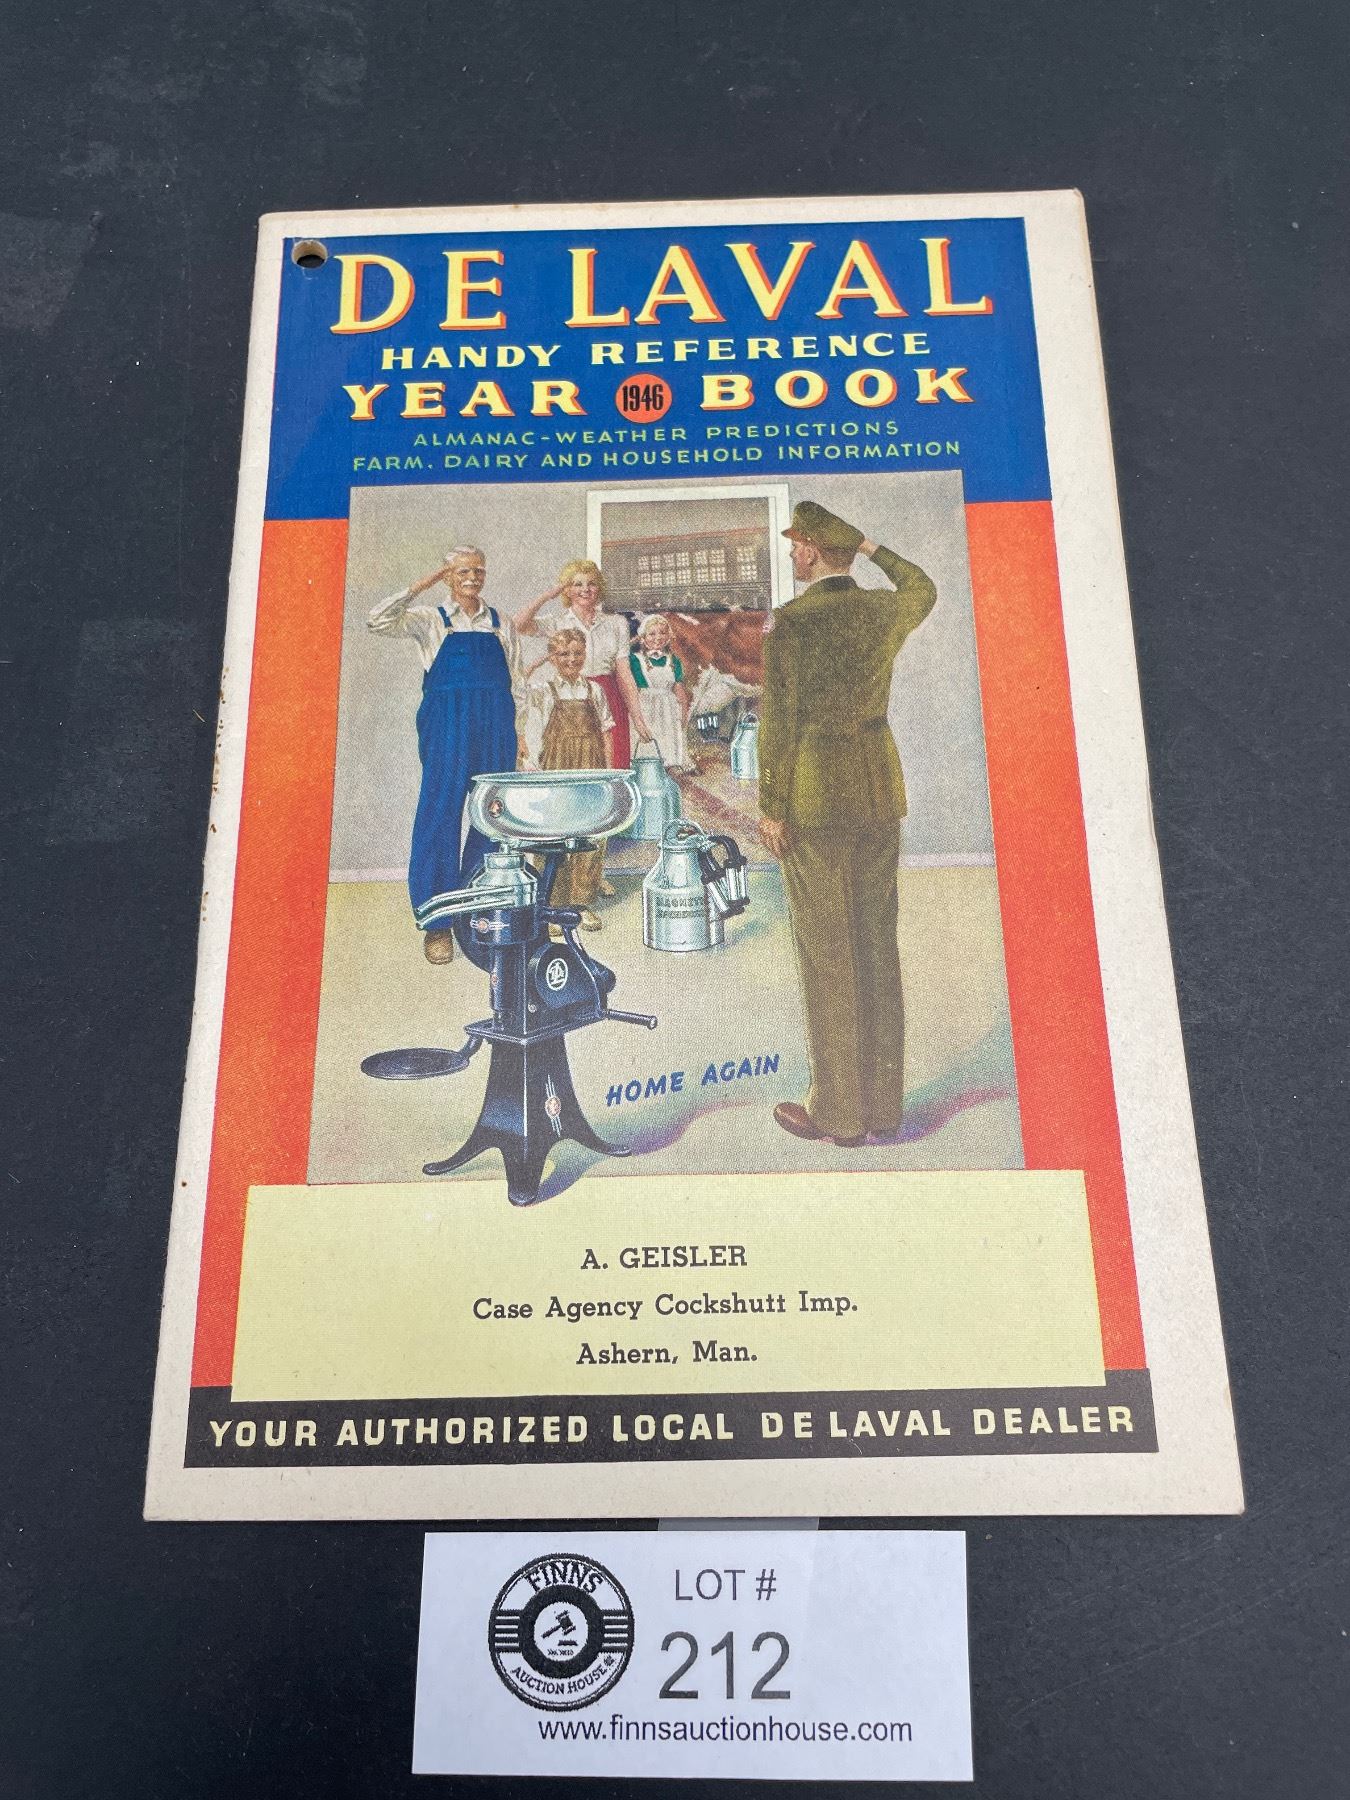 DE LAVAL
HANDY REFERENCE
YEAR 1946 BOOK
ALMANAC-WEATHER PREDICTIONS
FARM, DAIRY AND HOUSEHOLD INFORMATION
HOME AGAIN
A. GEISLER
Case Agency Cockshutt Imp.
Ashern, Man.
YOUR AUTHORIZED LOCAL DE LAVAL DEALER
FINNS
AUCTION HOUSE
LOT #
212
www.finnsauctionhouse.com